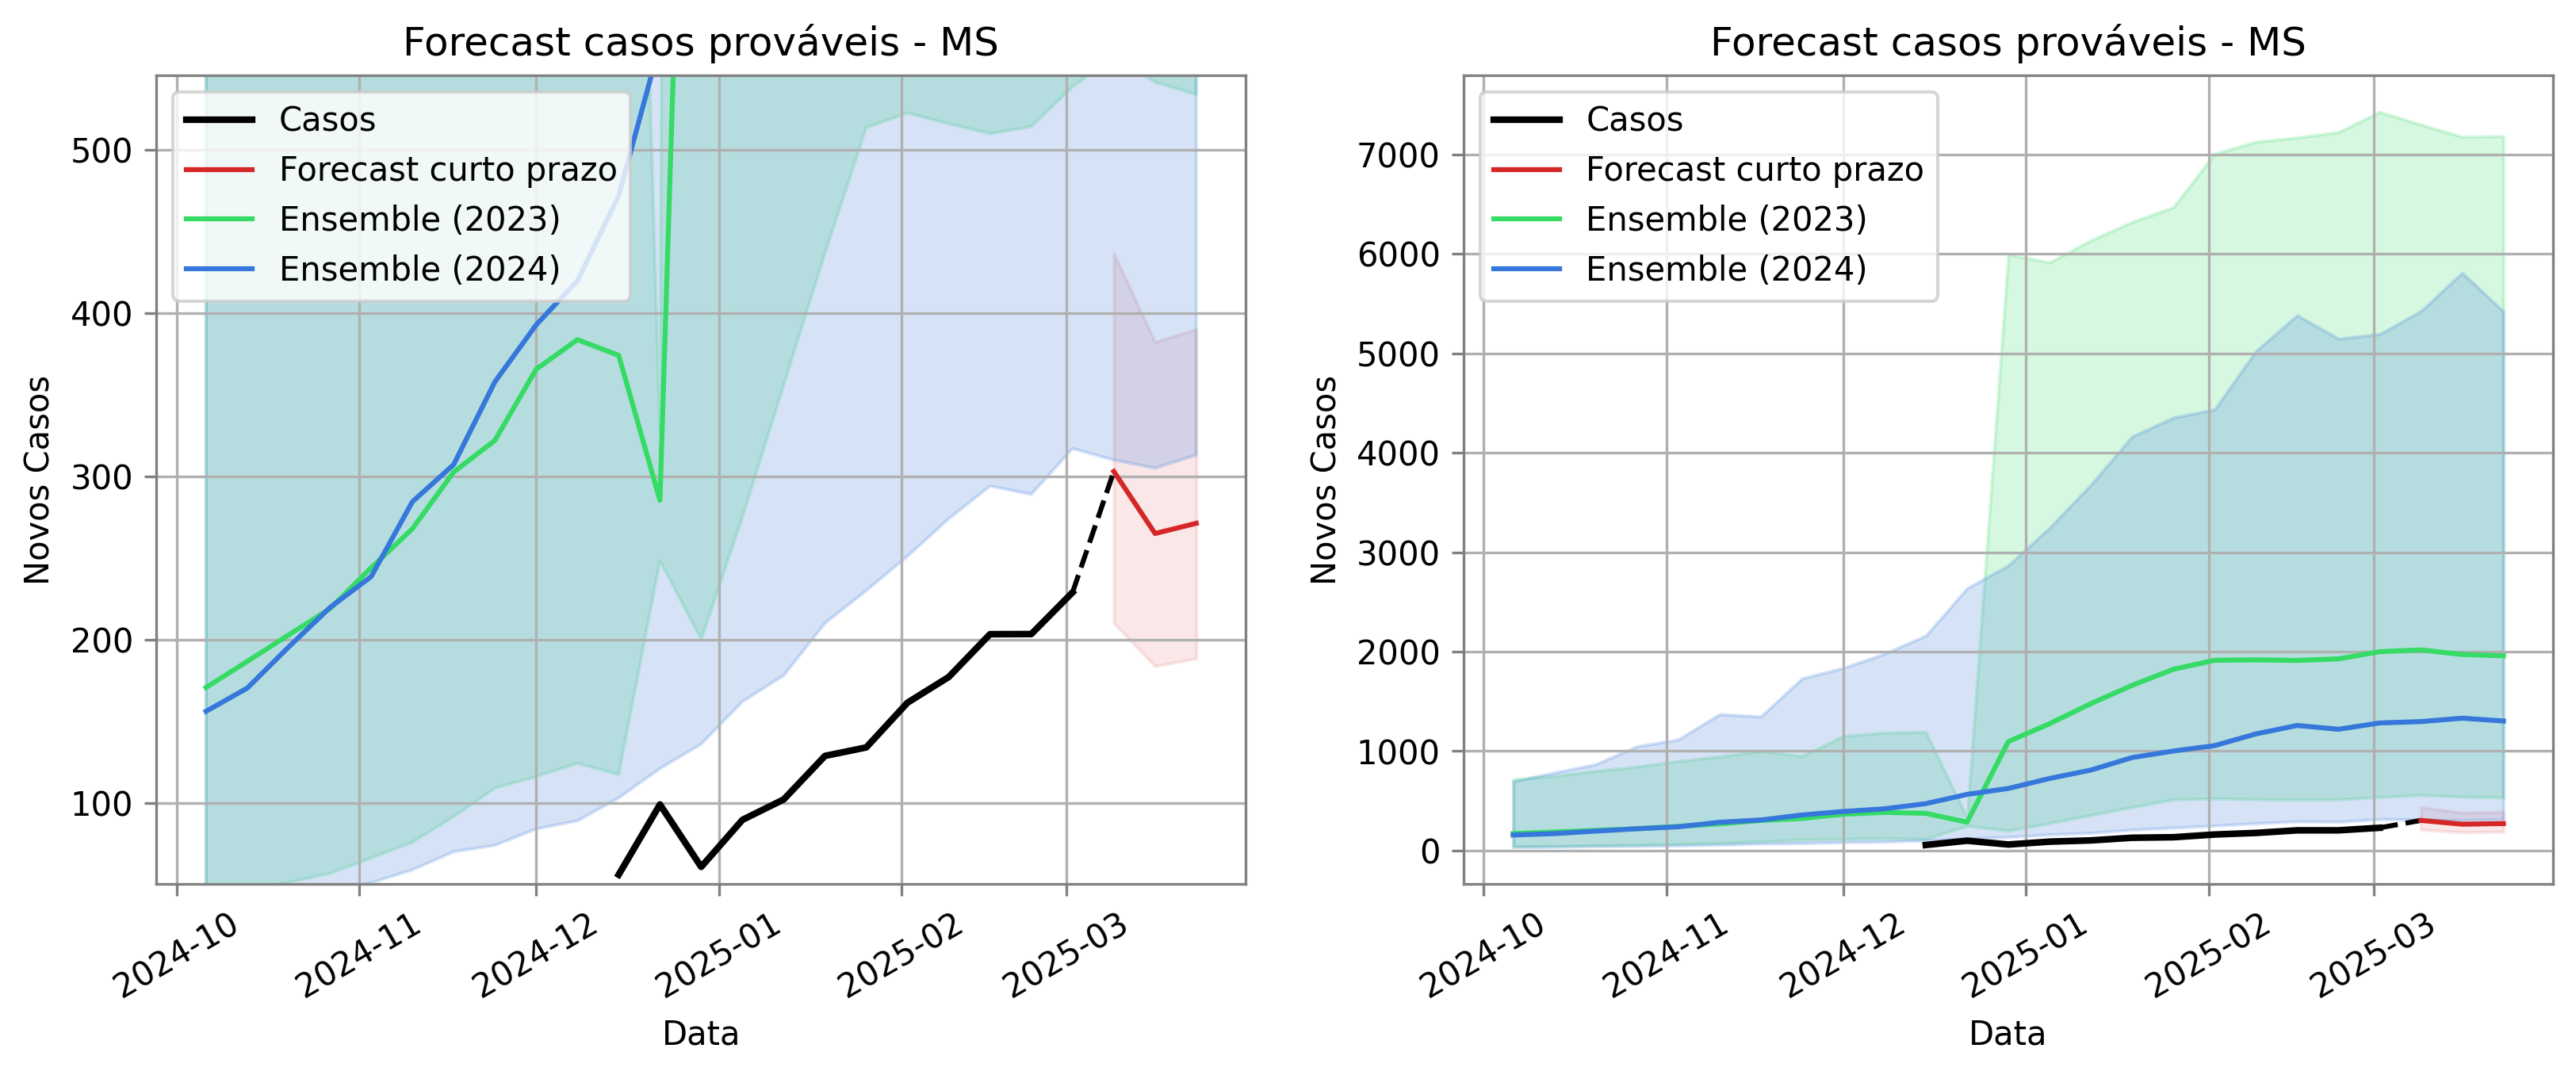 Forecast casos prováveis - MS
Casos
Forecast curto prazo
Ensemble (2023)
Ensemble (2024)
500
400
300
200
100
Novos Casos
2024-10
2024-11
2024-12
2025-01
2025-02
2025-03
Data
Forecast casos prováveis - MS
Casos
Forecast curto prazo
Ensemble (2023)
Ensemble (2024)
7000
6000
5000
4000
3000
2000
1000
0
Novos Casos
2024-10
2024-11
2024-12
2025-01
2025-02
2025-03
Data